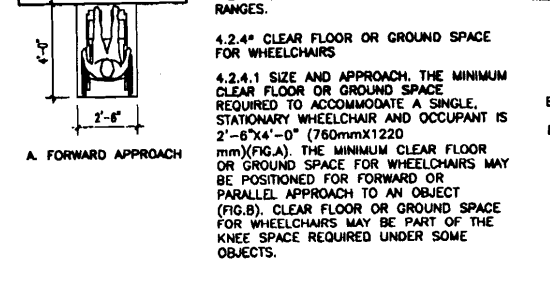 RANGES.
4.2.4* CLEAR FLOOR OR GROUND SPACE
FOR WHEELCHAIRS
4.2.4.1 SIZE AND APPROACH. THE MINIMUM
CLEAR FLOOR OR GROUND SPACE
REQUIRED TO ACCOMMODATE A SINGLE,
STATIONARY WHEELCHAIR AND OCCUPANT IS
2'-6"X4'-0" (760mmX1220
mm)(FIG.A). THE MINIMUM CLEAR FLOOR
OR GROUND SPACE FOR WHEELCHAIRS MAY
BE POSITIONED FOR FORWARD OR
PARALLEL APPROACH TO AN OBJECT
(FIG.B). CLEAR FLOOR OR GROUND SPACE
FOR WHEELCHAIRS MAY BE PART OF THE
KNEE SPACE REQUIRED UNDER SOME
OBJECTS.
4'-0"
2'-6"
A. FORWARD APPROACH